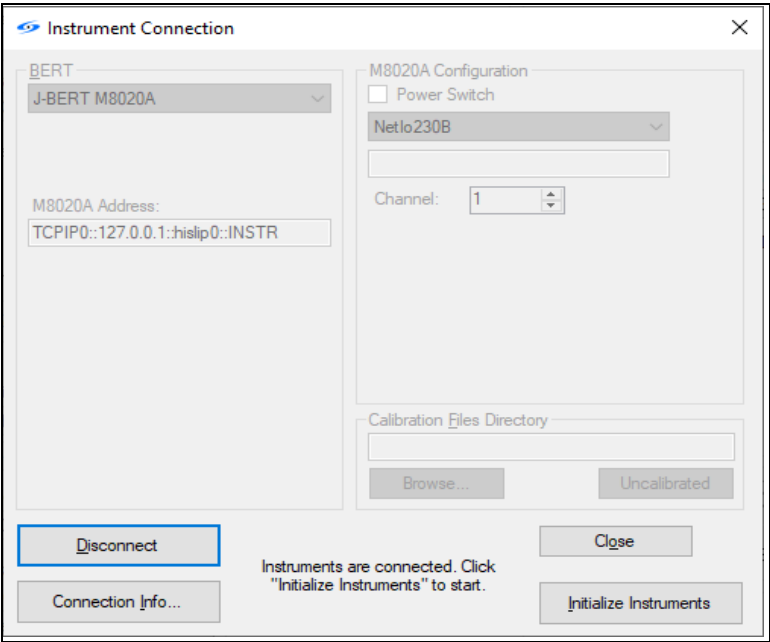 Instrument Connection
BERT
J-BERT M8020A
M8020A Address:
TCPIP0::127.0.0.1::hislip0::INSTR
M8020A Configuration
Power Switch
NetIo230B
Channel: 1
Calibration Files Directory
Browse...
Uncalibrated
Disconnect
Connection Info...
Instruments are connected. Click
"Initialize Instruments" to start.
Close
Initialize Instruments